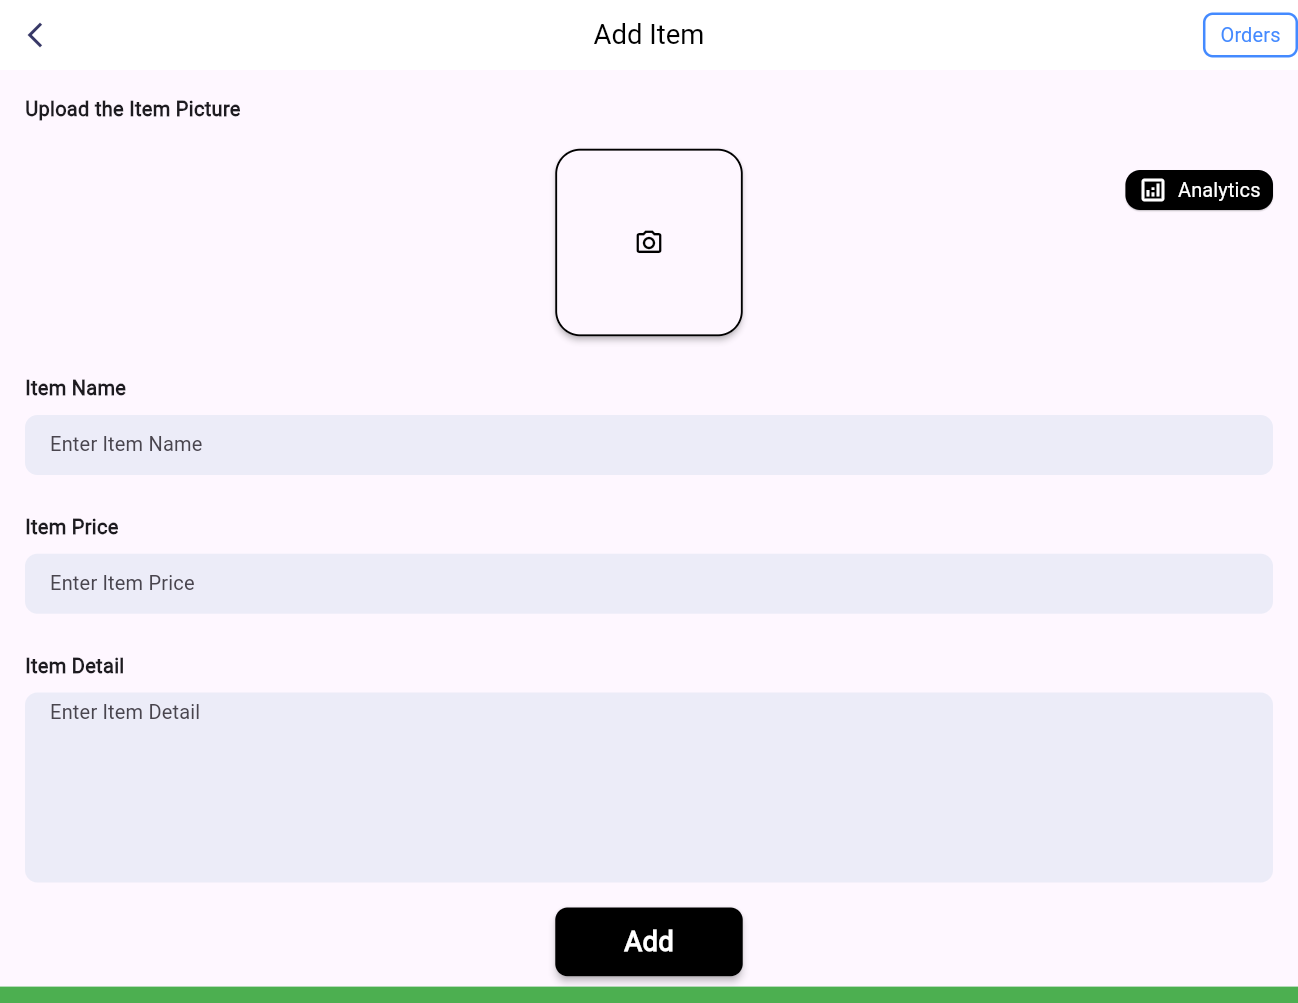 Add Item
Orders
Upload the Item Picture
Analytics
Item Name
Enter Item Name
Item Price
Enter Item Price
Item Detail
Enter Item Detail
Add